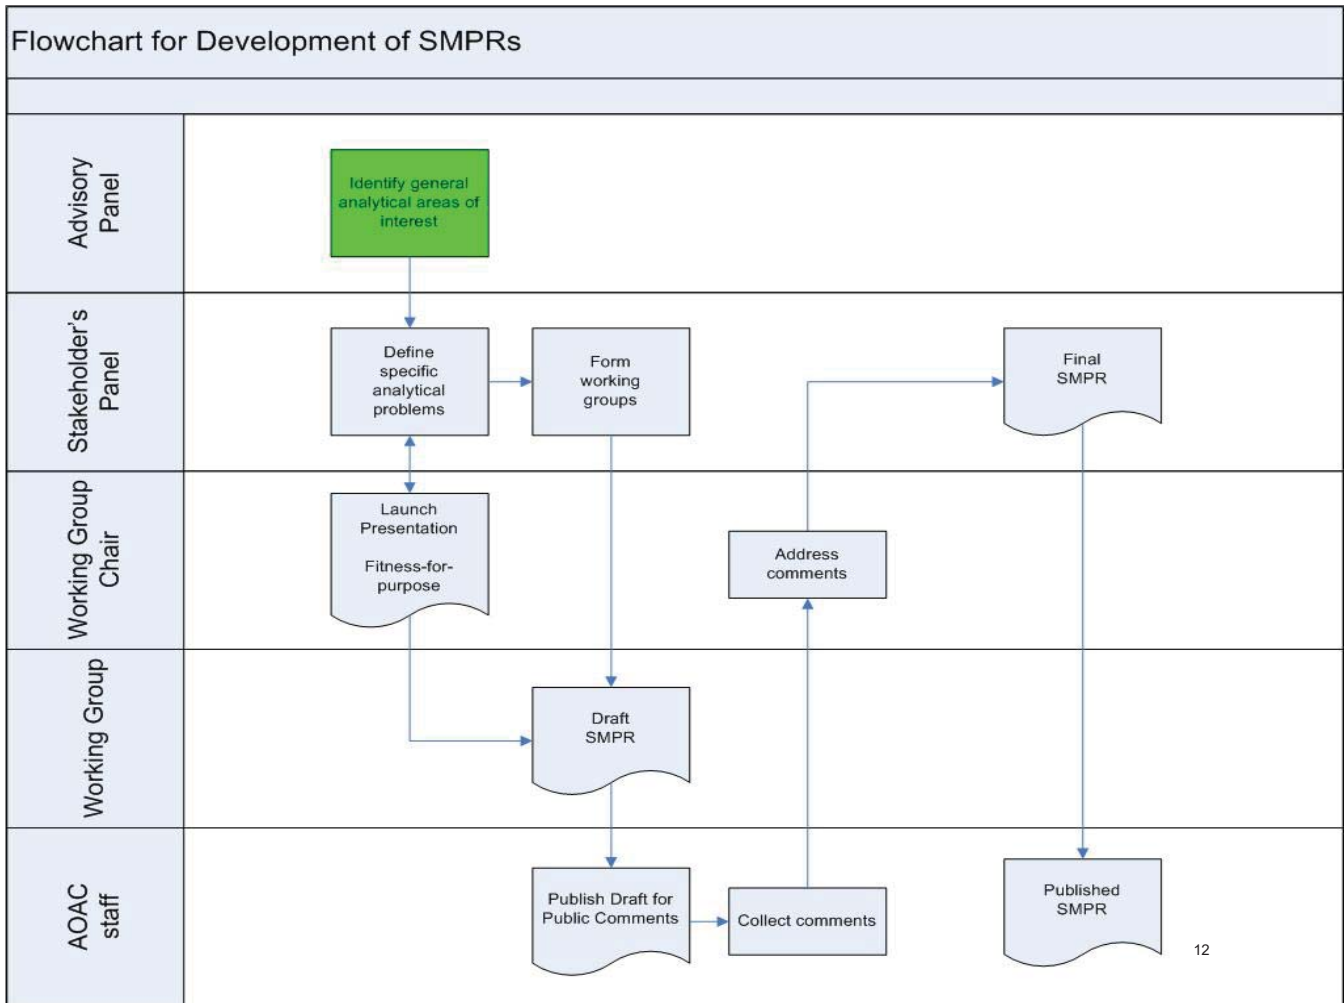 Flowchart for Development of SMPRs
Advisory
Panel
Identify general
analytical areas of
interest
Stakeholder's
Panel
Define
specific
analytical
problems
Form
working
groups
Final
SMPR
Working Group
Chair
Launch
Presentation
Fitness-for-
purpose
Address
comments
Working Group
Draft
SMPR
AOAC
staff
Publish Draft for
Public Comments
Collect comments
Published
SMPR
12